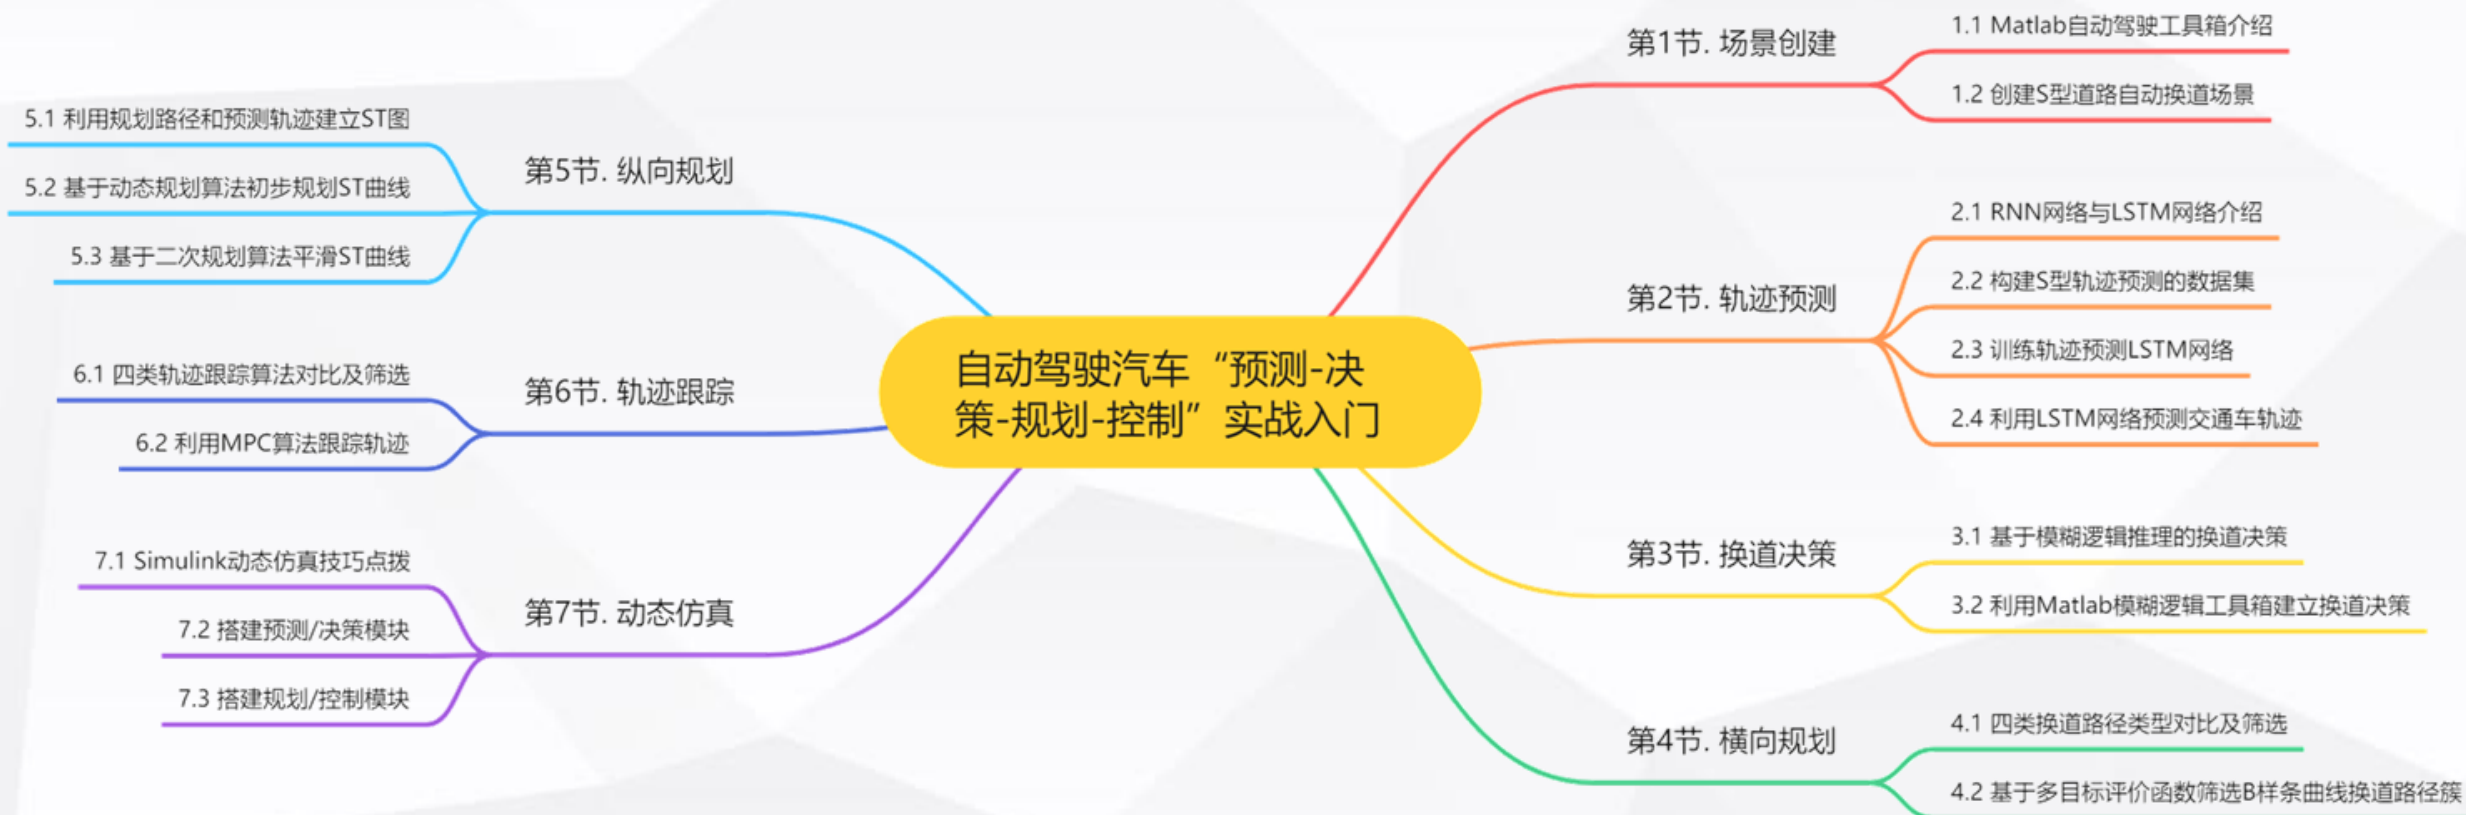 自动驾驶汽车“预测-决
策-规划-控制”实战入门
第1节. 场景创建
1.1 Matlab自动驾驶工具箱介绍
1.2 创建S型道路自动换道场景
第2节. 轨迹预测
2.1 RNN网络与LSTM网络介绍
2.2 构建S型轨迹预测的数据集
2.3 训练轨迹预测LSTM网络
2.4 利用LSTM网络预测交通车轨迹
第3节. 换道决策
3.1 基于模糊逻辑推理的换道决策
3.2 利用Matlab模糊逻辑工具箱建立换道决策
第4节. 横向规划
4.1 四类换道路径类型对比及筛选
4.2 基于多目标评价函数筛选B样条曲线换道路径簇
第5节. 纵向规划
5.1 利用规划路径和预测轨迹建立ST图
5.2 基于动态规划算法初步规划ST曲线
5.3 基于二次规划算法平滑ST曲线
第6节. 轨迹跟踪
6.1 四类轨迹跟踪算法对比及筛选
6.2 利用MPC算法跟踪轨迹
第7节. 动态仿真
7.1 Simulink动态仿真技巧点拨
7.2 搭建预测/决策模块
7.3 搭建规划/控制模块